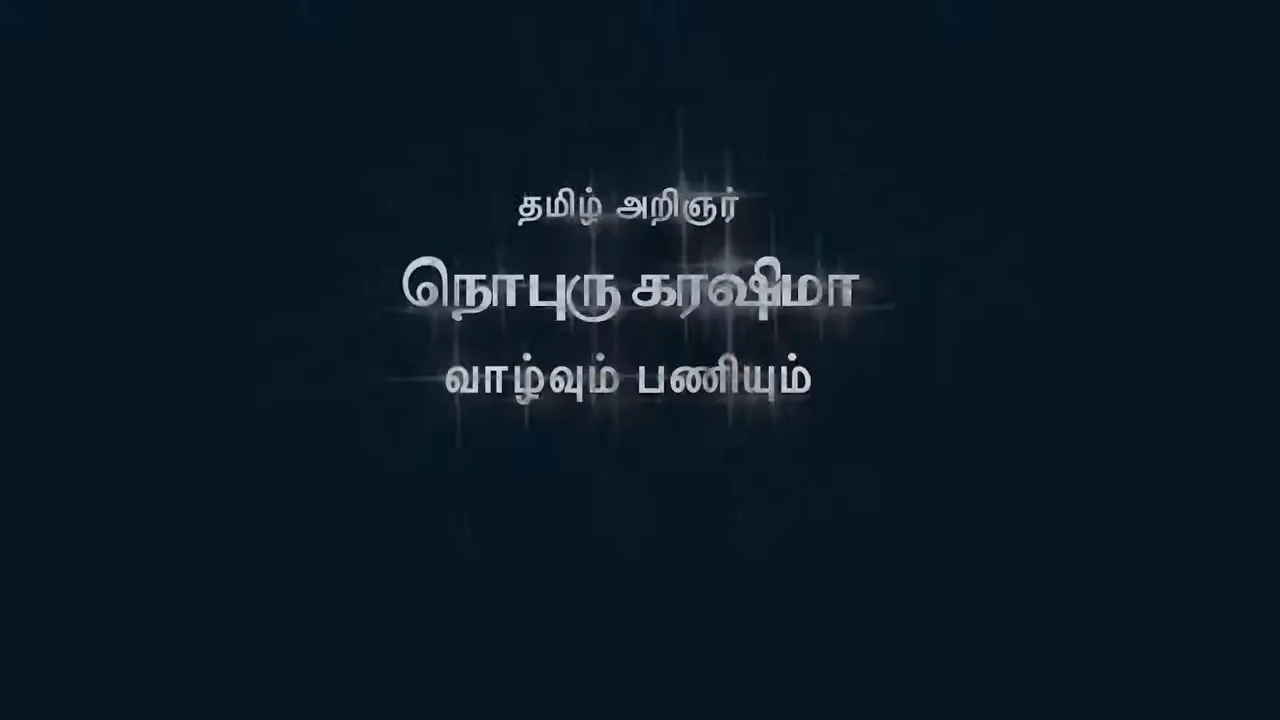 தமிழ் அறிஞர்
நொபுரு கரஷிமா
வாழ்வும் பணியும்